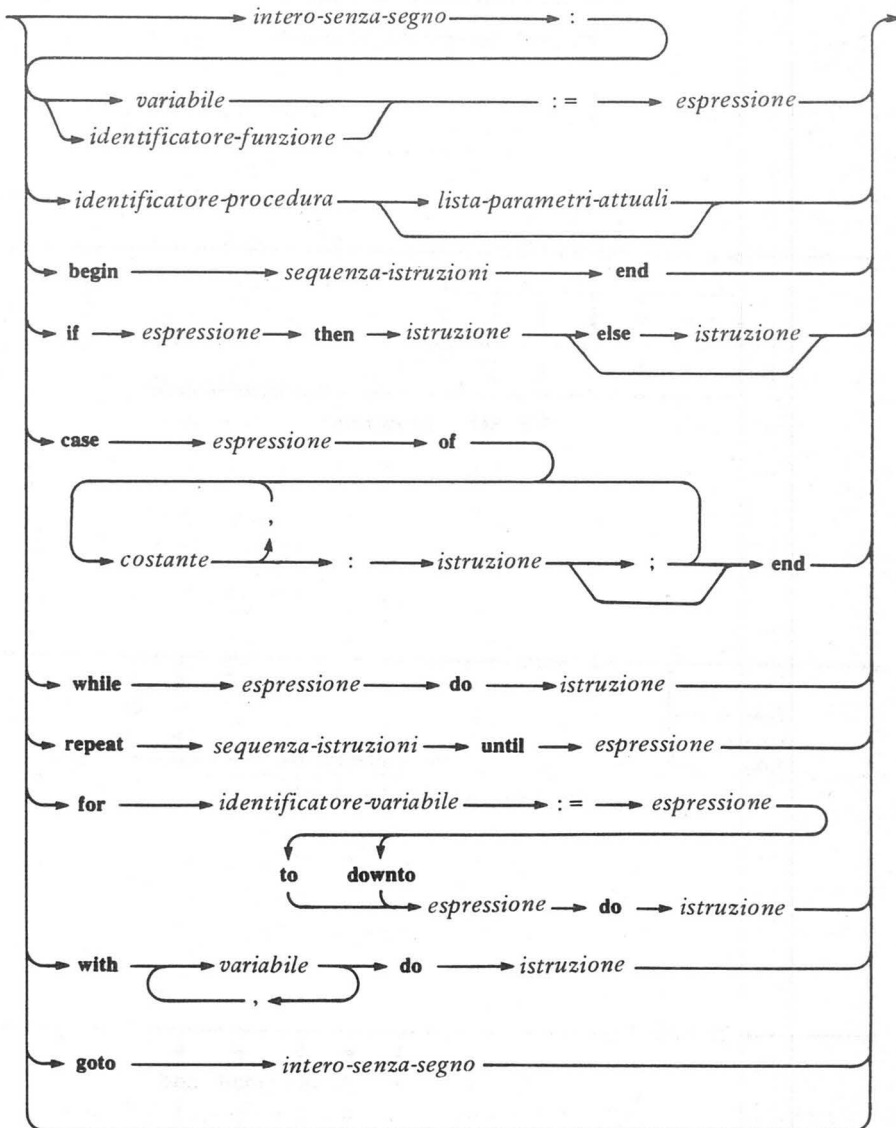 intero-senza-segno :
variabile := espressione
identificatore-funzione
identificatore-procedura lista-parametri-attuali
begin sequenza-istruzioni end
if espressione then istruzione else istruzione
case espressione of
,
costante : istruzione ; end
while espressione do istruzione
repeat sequenza-istruzioni until espressione
for identificatore-variabile := espressione
to downto
espressione do istruzione
with variabile do istruzione
,
goto intero-senza-segno